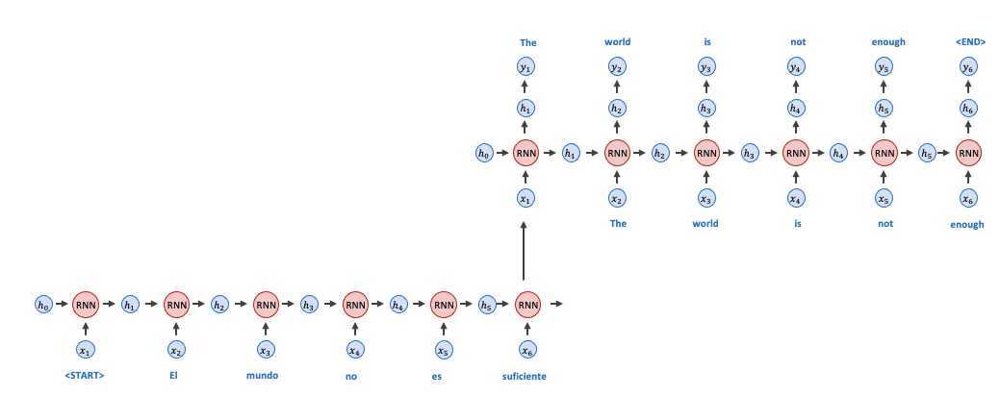 The world is not enough <END>
y₁ y₂ y₃ y₄ y₅ y₆
h₁ h₂ h₃ h₄ h₅ h₆
h₀ RNN h₁ RNN h₂ RNN h₃ RNN h₄ RNN h₅ RNN
x₁ x₂ x₃ x₄ x₅ x₆
The world is not enough
h₀ RNN h₁ RNN h₂ RNN h₃ RNN h₄ RNN h₅ RNN
x₁ x₂ x₃ x₄ x₅ x₆
<START> El mundo no es suficiente